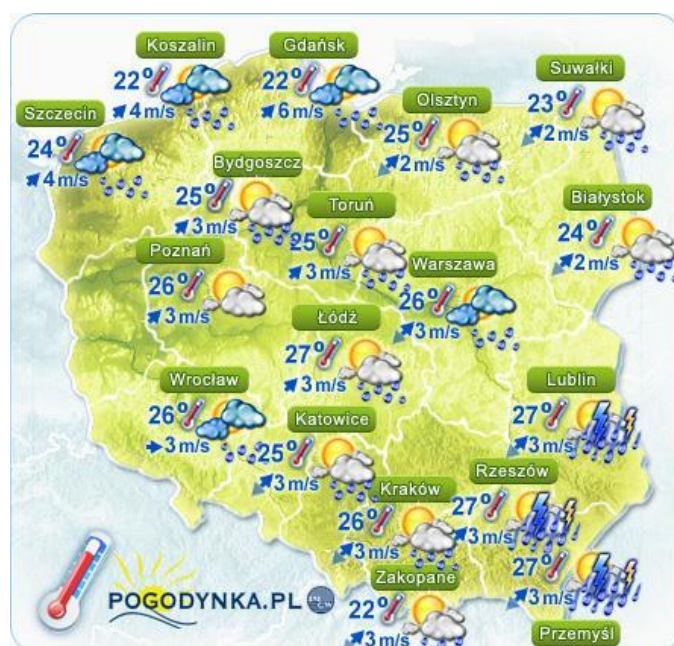 Koszalin
22°
4 m/s
Gdańsk
22°
6 m/s
Suwałki
23°
2 m/s
Szczecin
24°
4 m/s
Olsztyn
25°
2 m/s
Bydgoszcz
25°
3 m/s
Toruń
25°
3 m/s
Białystok
24°
2 m/s
Poznań
26°
3 m/s
Warszawa
26°
3 m/s
Łódź
27°
3 m/s
Wrocław
26°
3 m/s
Katowice
25°
3 m/s
Lublin
27°
3 m/s
Kraków
26°
3 m/s
Rzeszów
27°
3 m/s
Zakopane
22°
3 m/s
27°
3 m/s
Przemyśl
POGODYNKA.PL